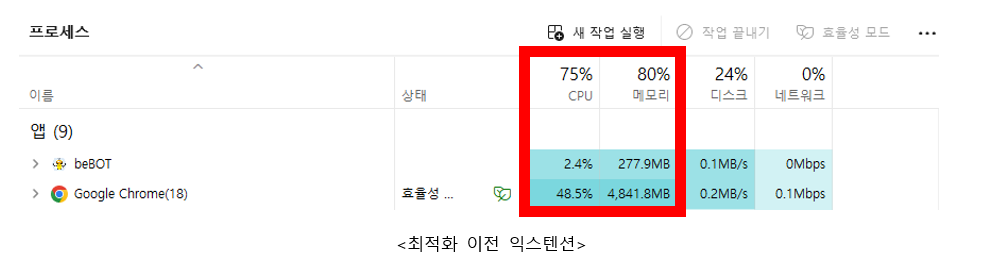 프로세스 새 작업 실행 작업 끝내기 효율성 모드 ...
75% 80% 24% 0%
이름 상태 CPU 메모리 디스크 네트워크
앱 (9)
beBOT 2.4% 277.9MB 0.1MB/s 0Mbps
Google Chrome(18) 효율성 ... 48.5% 4,841.8MB 0.2MB/s 0.1Mbps
<최적화 이전 익스텐션>